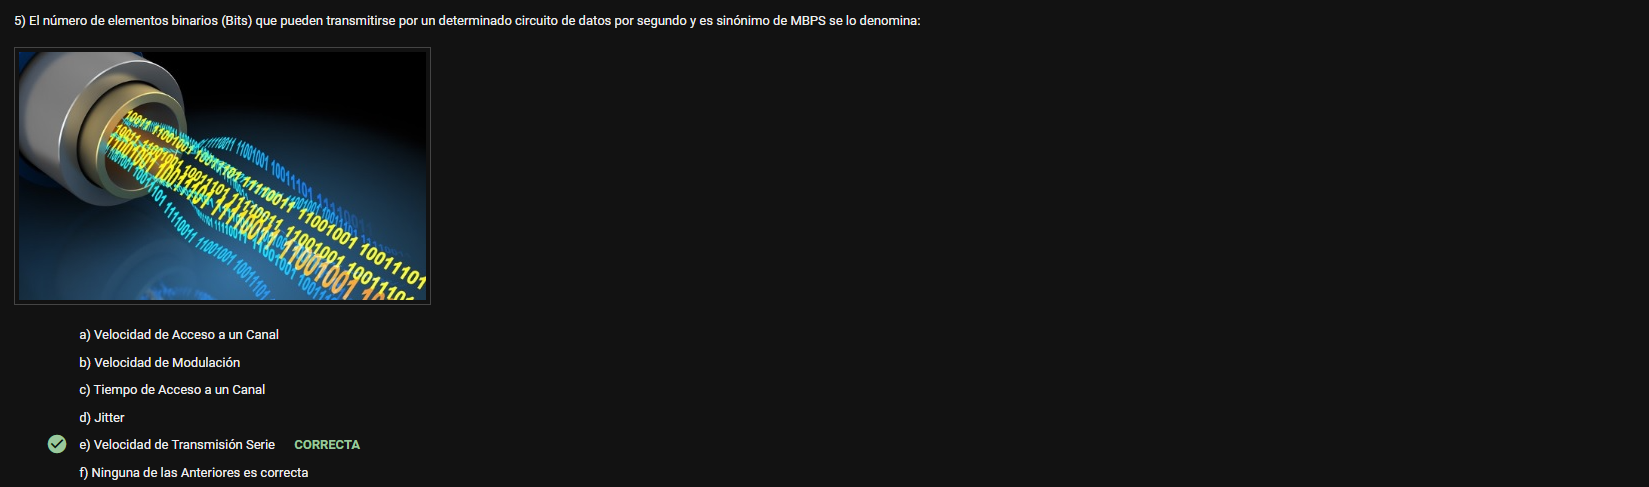 5) El número de elementos binarios (Bits) que pueden transmitirse por un determinado circuito de datos por segundo y es sinónimo de MBPS se lo denomina:
a) Velocidad de Acceso a un Canal
b) Velocidad de Modulación
c) Tiempo de Acceso a un Canal
d) Jitter
e) Velocidad de Transmisión Serie CORRECTA
f) Ninguna de las Anteriores es correcta